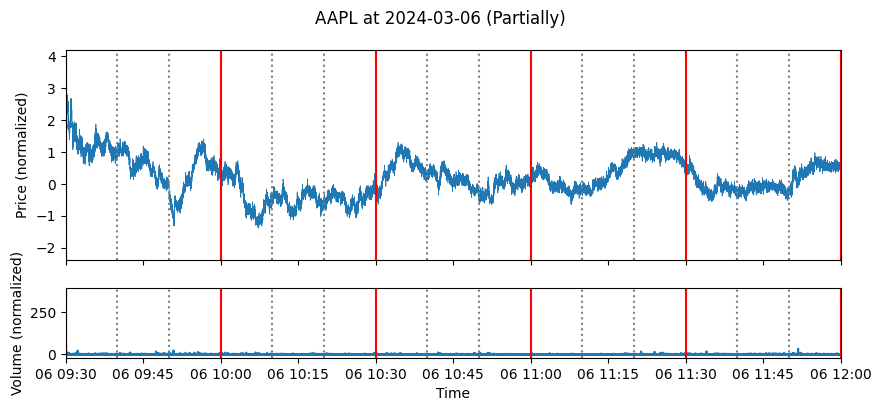 AAPL at 2024-03-06 (Partially)
Price (normalized)
4
3
2
1
0
−1
−2
Volume (normalized)
250
0
06 09:30 06 09:45 06 10:00 06 10:15 06 10:30 06 10:45 06 11:00 06 11:15 06 11:30 06 11:45 06 12:00
Time